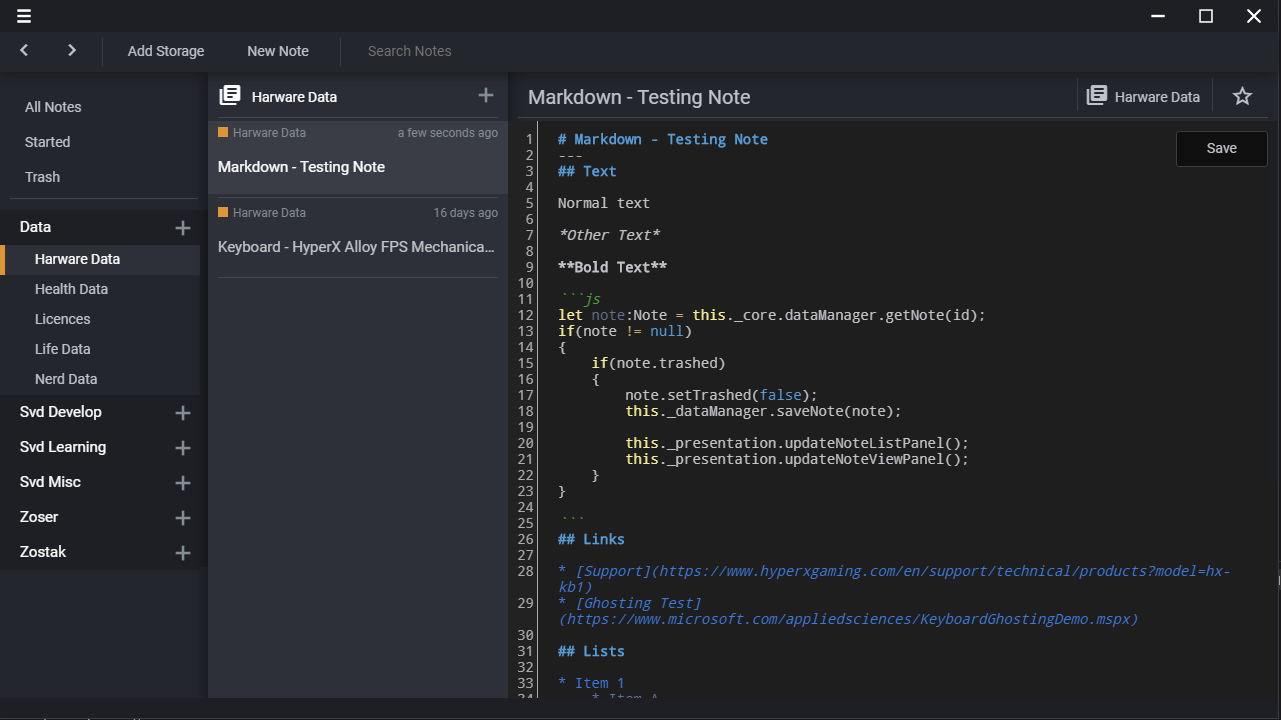 Add Storage New Note Search Notes
All Notes
Started
Trash
Data
Harware Data
Health Data
Licences
Life Data
Nerd Data
Svd Develop
Svd Learning
Svd Misc
Zoser
Zostak
Harware Data
Harware Data a few seconds ago
Markdown - Testing Note
Harware Data 16 days ago
Keyboard - HyperX Alloy FPS Mechanica...
Markdown - Testing Note Harware Data
Save
1 # Markdown - Testing Note
2 ---
3 ## Text
4
5 Normal text
6
7 *Other Text*
8
9 **Bold Text**
10
11 ```js
12 let note:Note = this._core.dataManager.getNote(id);
13 if(note != null)
14 {
15     if(note.trashed)
16     {
17         note.setTrashed(false);
18         this._dataManager.saveNote(note);
19
20         this._presentation.updateNoteListPanel();
21         this._presentation.updateNoteViewPanel();
22     }
23 }
24
25 ```
26 ## Links
27
28 * [Support](https://www.hyperxgaming.com/en/support/technical/products?model=hx-
kb1)
29 * [Ghosting Test]
(https://www.microsoft.com/appliedsciences/KeyboardGhostingDemo.mspx)
30
31 ## Lists
32
33 * Item 1
34     * Item A